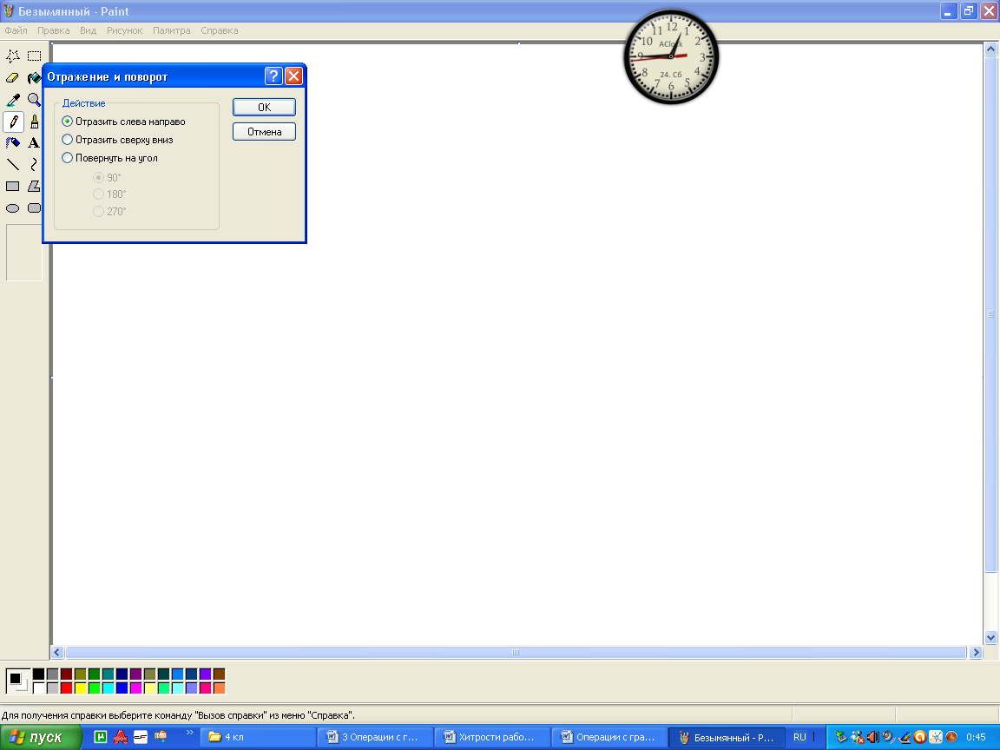 Безымянный - Paint
Файл Правка Вид Рисунок Палитра Справка
12
11 1
10 AClock 2
9 3
8 24. Сб 4
7 5
6
Отражение и поворот
Действие
OK
Отразить слева направо
Отмена
Отразить сверху вниз
Повернуть на угол
90°
180°
270°
A
Для получения справки выберите команду "Вызов справки" из меню "Справка".
пуск
4 кл
3 Операции с г...
Хитрости рабо...
Операции с гра...
Безымянный - P...
RU
0:45